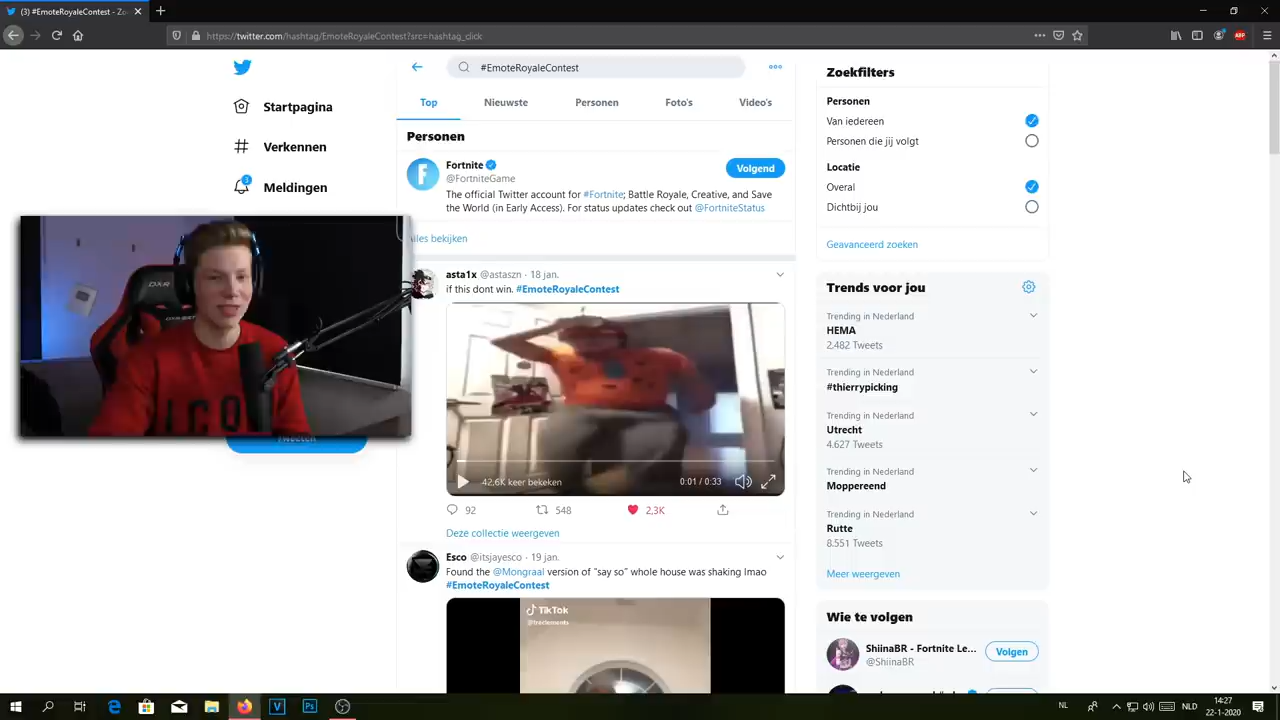 (3) #EmoteRoyaleContest - Zo
https://twitter.com/hashtag/EmoteRoyaleContest?src=hashtag_click
ABP
Startpagina
Verkennen
3
Meldingen
#EmoteRoyaleContest
Top
Nieuwste
Personen
Foto's
Video's
Personen
Fortnite
@FortniteGame
Volgend
The official Twitter account for #Fortnite; Battle Royale, Creative, and Save
the World (in Early Access). For status updates check out @FortniteStatus
Alles bekijken
asta1x @astaszn · 18 jan.
if this dont win. #EmoteRoyaleContest
42,6K keer bekeken
0:01 / 0:33
92
548
2,3K
Deze collectie weergeven
Esco @itsjayesco · 19 jan.
Found the @Mongraal version of "say so" whole house was shaking lmao
#EmoteRoyaleContest
TikTok
DXR
Tweeten
Zoekfilters
Personen
Van iedereen
Personen die jij volgt
Locatie
Overal
Dichtbij jou
Geavanceerd zoeken
Trends voor jou
Trending in Nederland
HEMA
2.482 Tweets
Trending in Nederland
#thierrypicking
Trending in Nederland
Utrecht
4.627 Tweets
Trending in Nederland
Moppereend
Trending in Nederland
Rutte
8.551 Tweets
Meer weergeven
Wie te volgen
ShiinaBR - Fortnite Le...
@ShiinaBR
Volgen
NL
NLD
14:27
22-1-2020